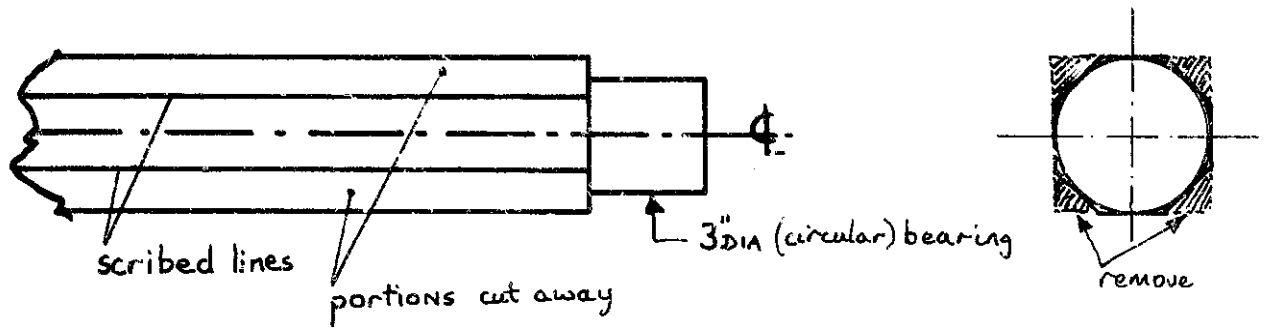 scribed lines
portions cut away
3" DIA (circular) bearing
remove